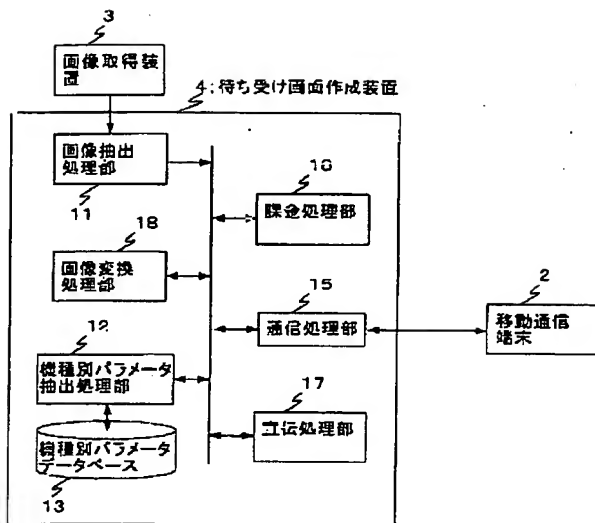 3
画像取得装
置
4:待ち受け画面作成装置
画像抽出
処理部
11
16
課金処理部
18
画像変換
処理部
15
通信処理部
2
移動通信
端末
12
機種別パラメータ
抽出処理部
17
宣伝処理部
機種別パラメータ
データベース
13